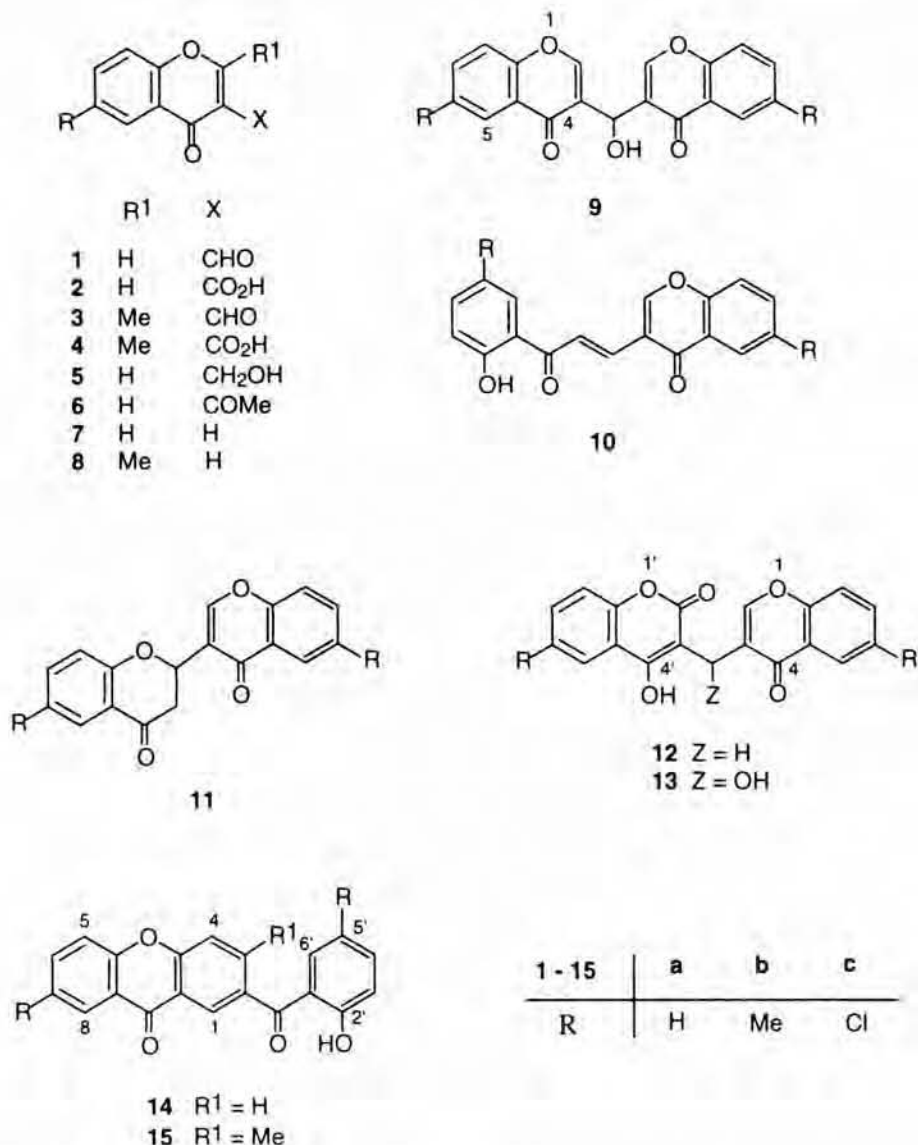 O R¹
R X
O
R¹ X
1 H CHO
2 H CO₂H
3 Me CHO
4 Me CO₂H
5 H CH₂OH
6 H COMe
7 H H
8 Me H
1
O O
R 5 4 R
O OH O
9
R
O
R
OH O O
10
O
O R
R O
O
11
1' 1
O O O
R 4' 4 R
OH Z O
12 Z = H
13 Z = OH
R
5 O 4 R¹ 6' 5'
R 8 1 2'
O O HO
14 R¹ = H
15 R¹ = Me
1 - 15 a b c
R H Me Cl